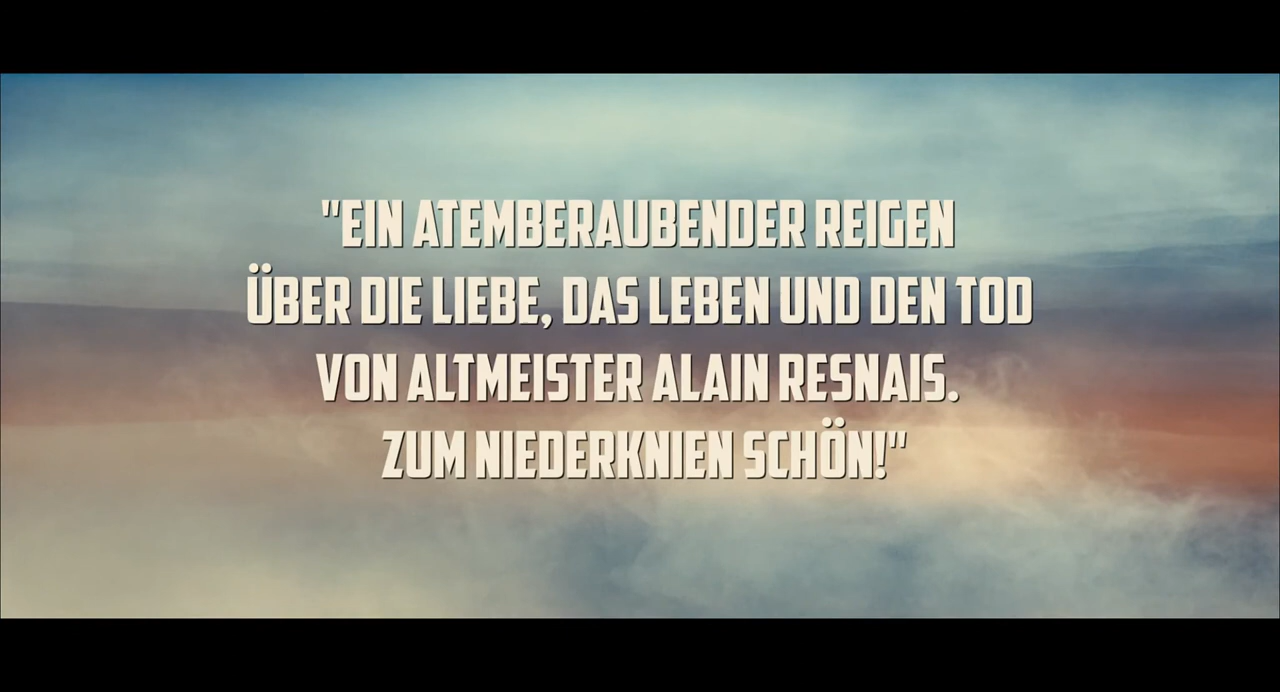 "EIN ATEMBERAUBENDER REIGEN
ÜBER DIE LIEBE, DAS LEBEN UND DEN TOD
VON ALTMEISTER ALAIN RESNAIS.
ZUM NIEDERKNIEN SCHÖN!"